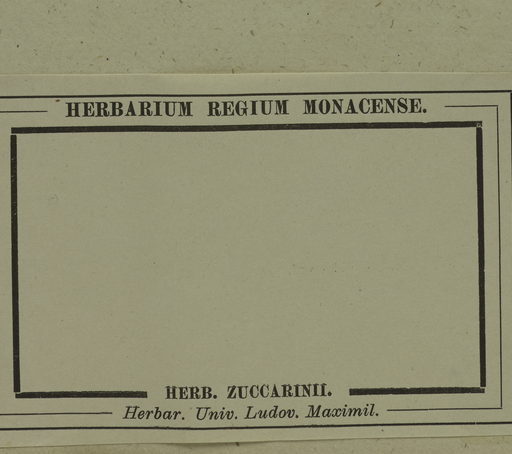 HERBARIUM REGIUM MONACENSE.
HERB. ZUCCARINII.
Herbar. Univ. Ludov. Maximil.